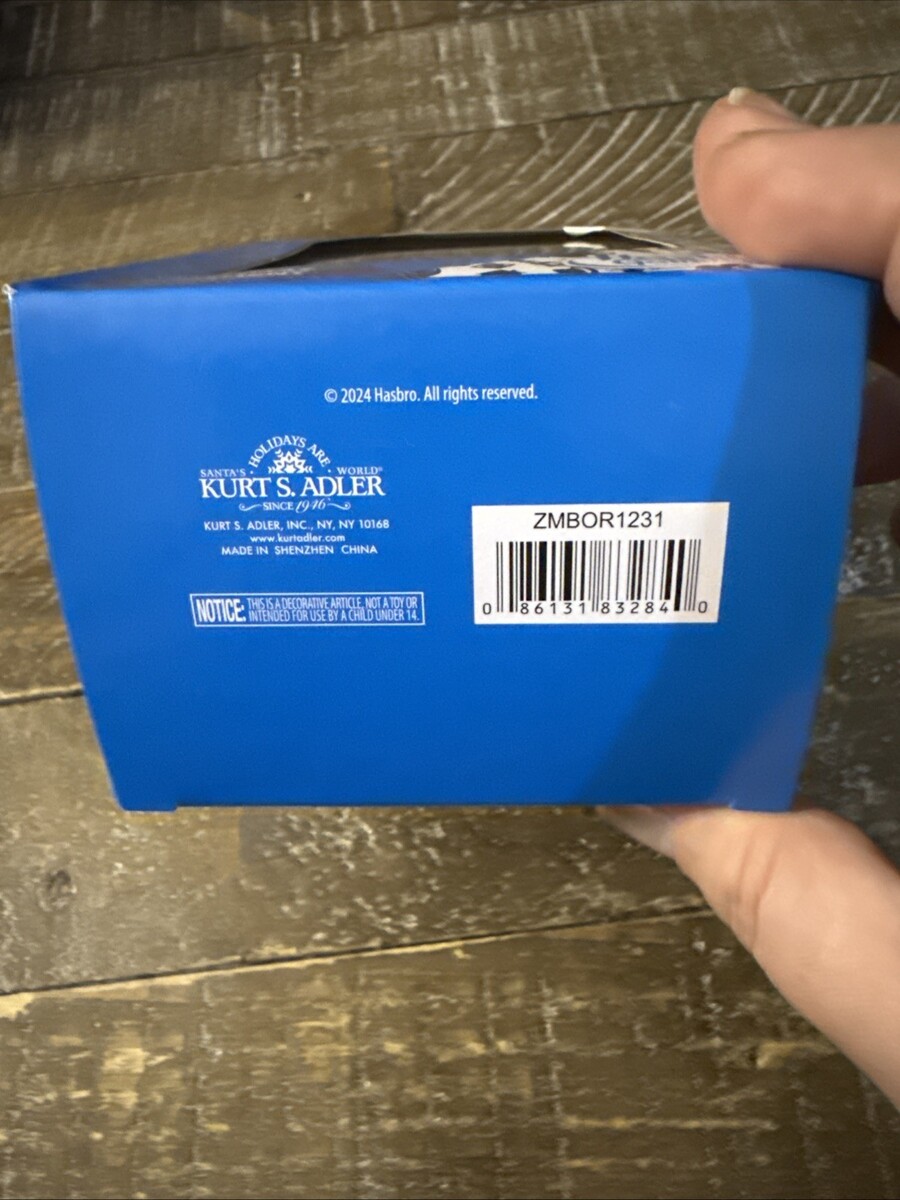 © 2024 Hasbro. All rights reserved.
HOLIDAYS ARE
SANTA'S · WORLD®
KURT S. ADLER
SINCE 1946
KURT S. ADLER, INC., NY, NY 10168
www.kurtadler.com
MADE IN SHENZHEN CHINA
NOTICE: THIS IS A DECORATIVE ARTICLE, NOT A TOY OR
INTENDED FOR USE BY A CHILD UNDER 14.
ZMBOR1231
0 86131 83284 0